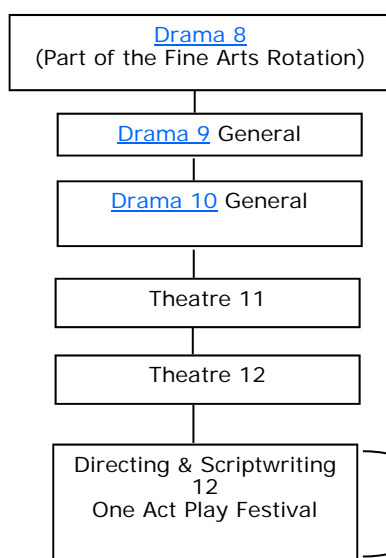 Drama 8
(Part of the Fine Arts Rotation)
Drama 9 General
Drama 10 General
Theatre 11
Theatre 12
Directing & Scriptwriting
12
One Act Play Festival